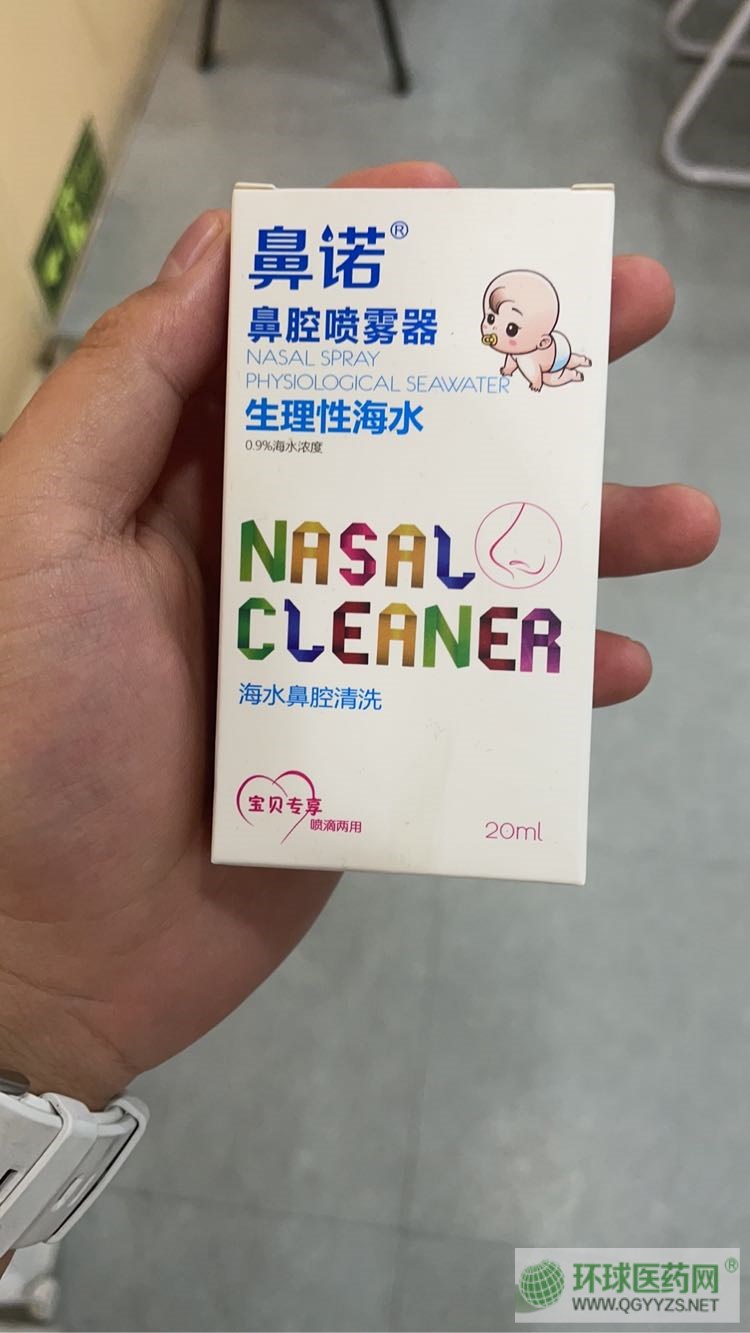 鼻诺®
鼻腔喷雾器
NASAL SPRAY
PHYSIOLOGICAL SEAWATER
生理性海水
0.9%海水浓度
NASAL
CLEANER
海水鼻腔清洗
宝贝专享
喷滴两用
20ml
环球医药网®
WWW.QGYYZS.NET